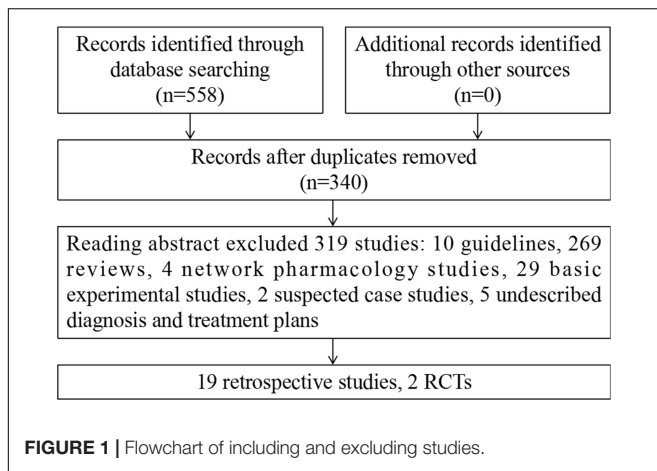 Records identified through
database searching
(n=558)
Additional records identified
through other sources
(n=0)
Records after duplicates removed
(n=340)
Reading abstract excluded 319 studies: 10 guidelines, 269
reviews, 4 network pharmacology studies, 29 basic
experimental studies, 2 suspected case studies, 5 undescribed
diagnosis and treatment plans
19 retrospective studies, 2 RCTs
FIGURE 1 | Flowchart of including and excluding studies.